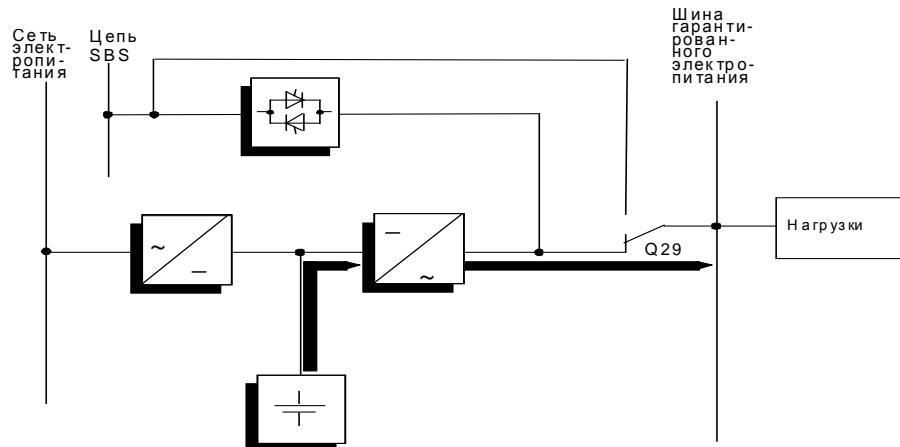 Сеть
элект-
ропи-
тания
Цепь
SBS
Шина
гаранти-
рован-
ного
электро-
питания
Нагрузки
Q29